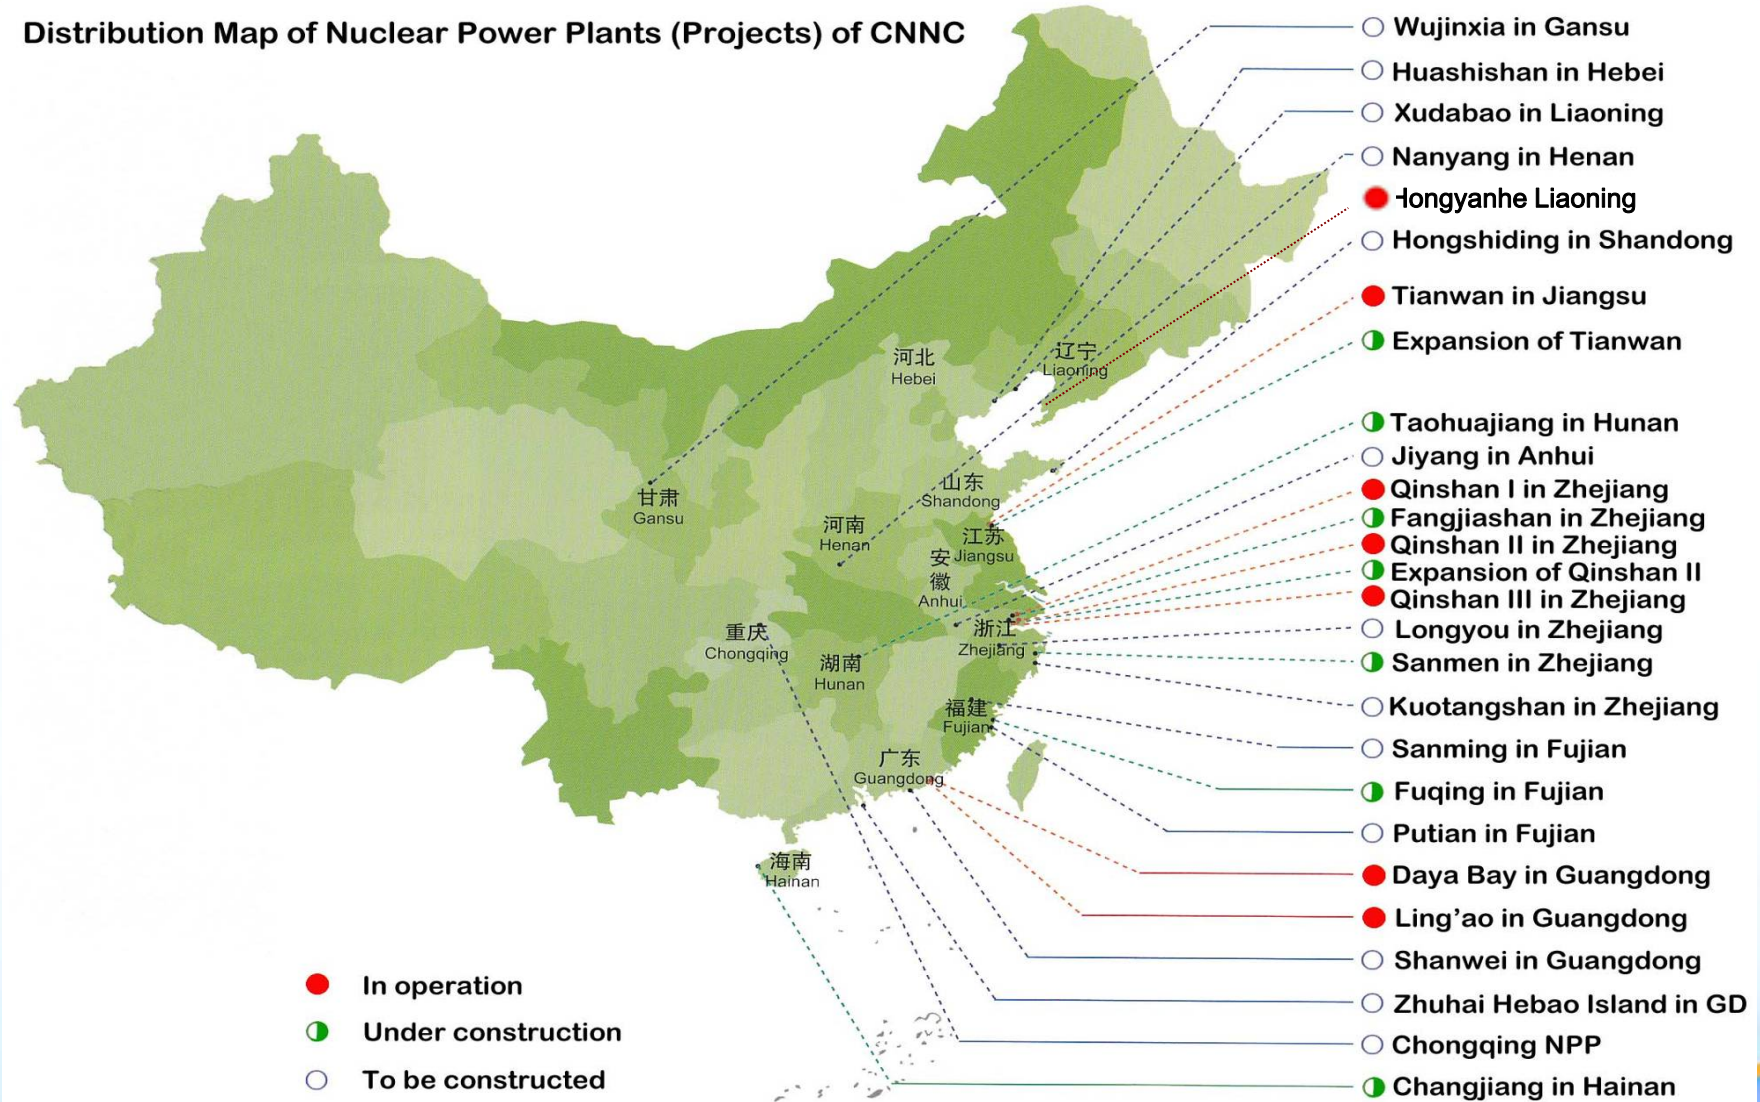 Distribution Map of Nuclear Power Plants (Projects) of CNNC
Wujinxia in Gansu
Huashishan in Hebei
Xudabao in Liaoning
Nanyang in Henan
Hongyanhe Liaoning
Hongshiding in Shandong
Tianwan in Jiangsu
Expansion of Tianwan
Taohuajiang in Hunan
Jiyang in Anhui
Qinshan I in Zhejiang
Fangjiashan in Zhejiang
Qinshan II in Zhejiang
Expansion of Qinshan II
Qinshan III in Zhejiang
Longyou in Zhejiang
Sanmen in Zhejiang
Kuotangshan in Zhejiang
Sanming in Fujian
Fuqing in Fujian
Putian in Fujian
Daya Bay in Guangdong
Ling’ao in Guangdong
Shanwei in Guangdong
Zhuhai Hebao Island in GD
Chongqing NPP
Changjiang in Hainan
河北
Hebei
辽宁
Liaoning
甘肃
Gansu
山东
Shandong
河南
Henan
江苏
Jiangsu
安
徽
Anhui
重庆
Chongqing
浙江
Zhejiang
湖南
Hunan
福建
Fujian
广东
Guangdong
海南
Hainan
In operation
Under construction
To be constructed